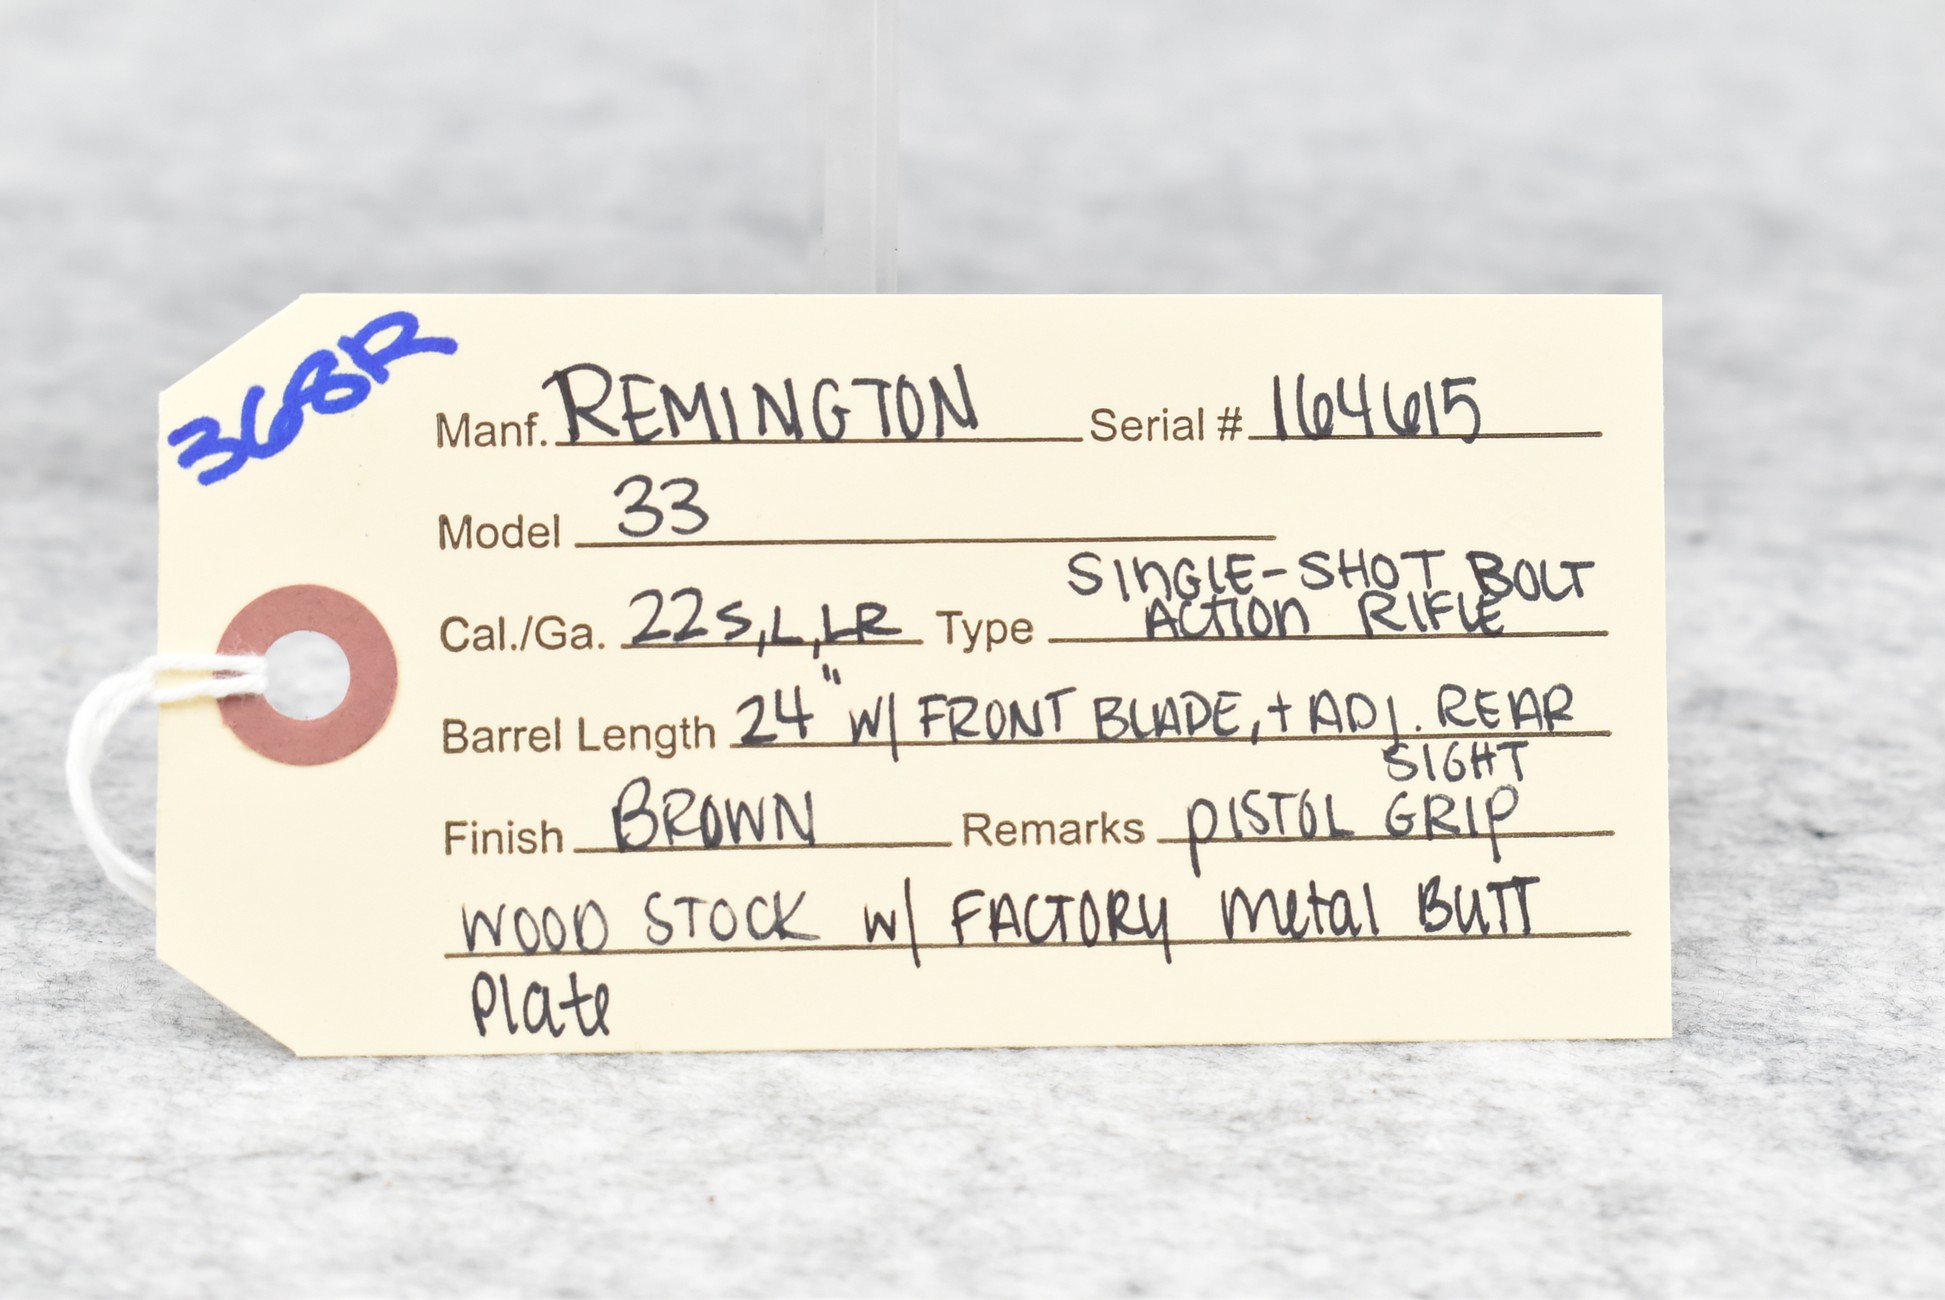 368R
Manf. REMINGTON Serial # 164615
Model 33
Cal./Ga. 22 S, L, LR Type SINGLE-SHOT BOLT
ACTION RIFLE
Barrel Length 24" W/ FRONT BLADE, + ADJ. REAR
SIGHT
Finish BROWN Remarks PISTOL GRIP
WOOD STOCK W/ FACTORY metal BUTT
Plate